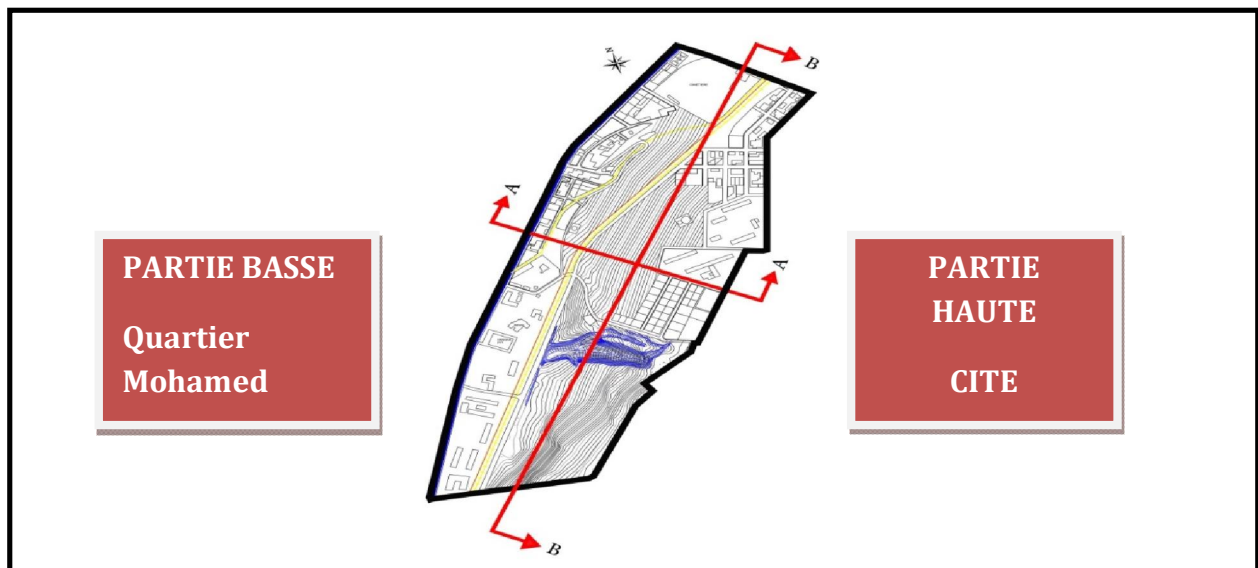 N
B
A
PARTIE BASSE
Quartier
Mohamed
A
PARTIE
HAUTE
CITE
B